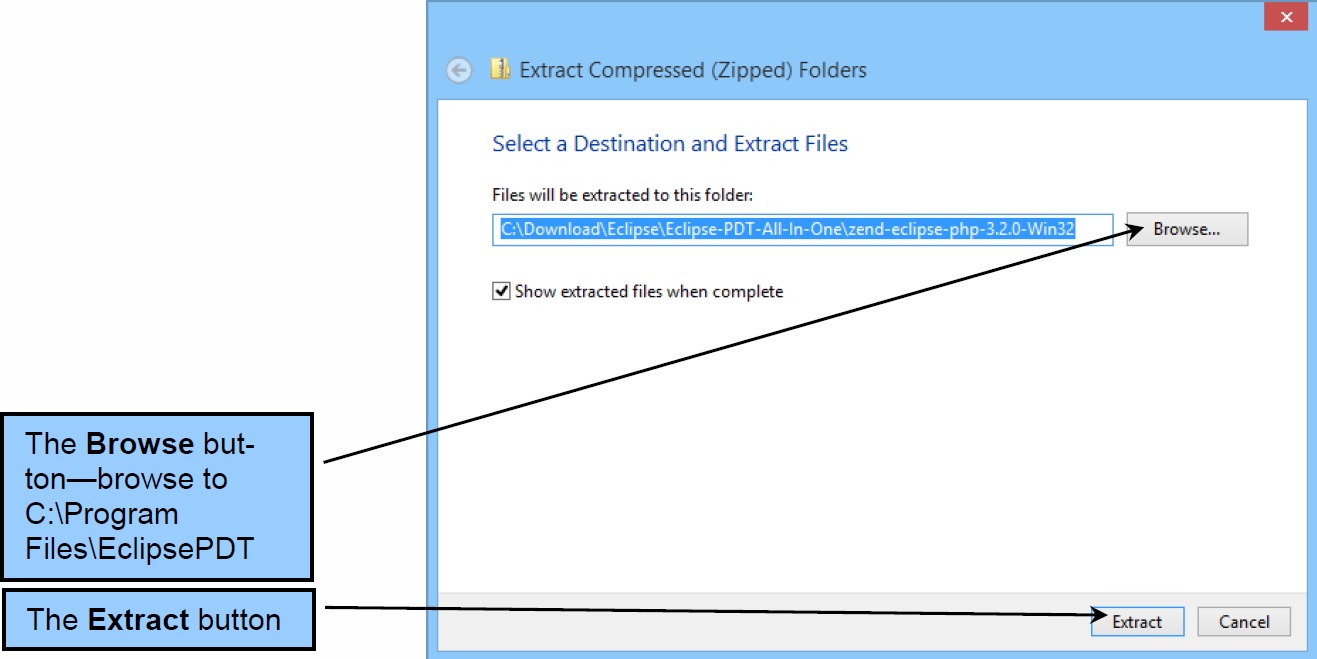 Extract Compressed (Zipped) Folders
Select a Destination and Extract Files
Files will be extracted to this folder:
C:\Download\Eclipse\Eclipse-PDT-All-In-One\zend-eclipse-php-3.2.0-Win32
Browse...
Show extracted files when complete
The Browse but-
ton—browse to
C:\Program
Files\EclipsePDT
The Extract button
Extract
Cancel